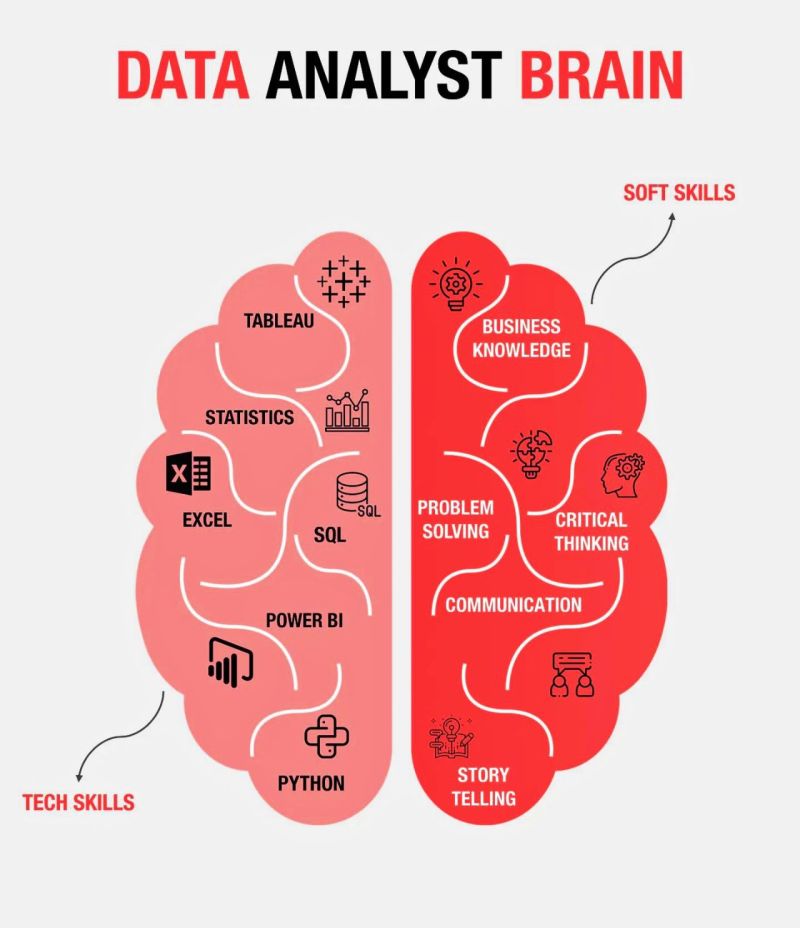 DATA ANALYST BRAIN
SOFT SKILLS
TABLEAU
STATISTICS
X
EXCEL
SQL
SQL
POWER BI
PYTHON
TECH SKILLS
BUSINESS
KNOWLEDGE
PROBLEM
SOLVING
CRITICAL
THINKING
COMMUNICATION
STORY
TELLING